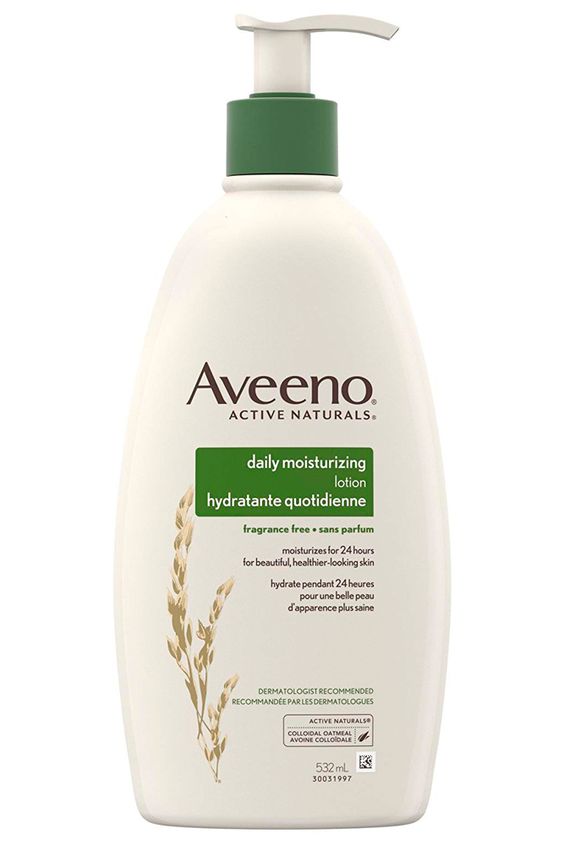 Aveeno®
ACTIVE NATURALS®
daily moisturizing
lotion
hydratante quotidienne
fragrance free • sans parfum
moisturizes for 24 hours
for beautiful, healthier-looking skin
hydrate pendant 24 heures
pour une belle peau
d'apparence plus saine
DERMATOLOGIST RECOMMENDED
RECOMMANDÉE PAR LES DERMATOLOGUES
ACTIVE NATURALS®
COLLOIDAL OATMEAL
AVOINE COLLOÏDALE
532 mL
30031997